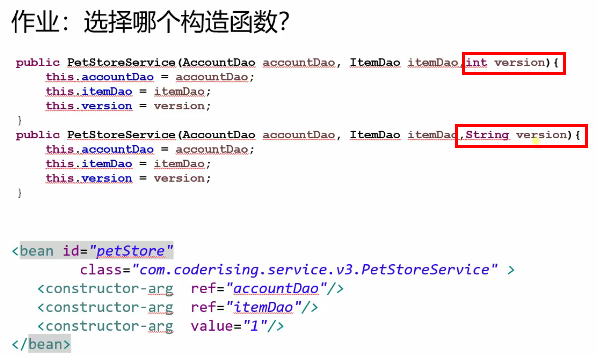 作业：选择哪个构造函数?
public PetStoreService(AccountDao accountDao, ItemDao itemDao,int version){
this.accountDao = accountDao;
this.itemDao = itemDao;
this.version = version;
}
public PetStoreService(AccountDao accountDao, ItemDao itemDao,String version){
this.accountDao = accountDao;
this.itemDao = itemDao;
this.version = version;
}
<bean id="petStore"
class="com.coderising.service.v3.PetStoreService" >
<constructor-arg ref="accountDao"/>
<constructor-arg ref="itemDao"/>
<constructor-arg value="1"/>
</bean>